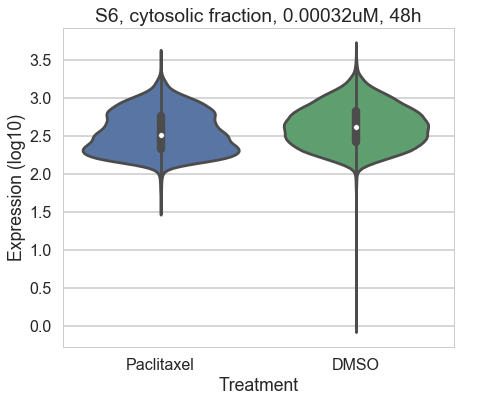 S6, cytosolic fraction, 0.00032uM, 48h
Expression (log10)
3.5
3.0
2.5
2.0
1.5
1.0
0.5
0.0
Paclitaxel DMSO
Treatment